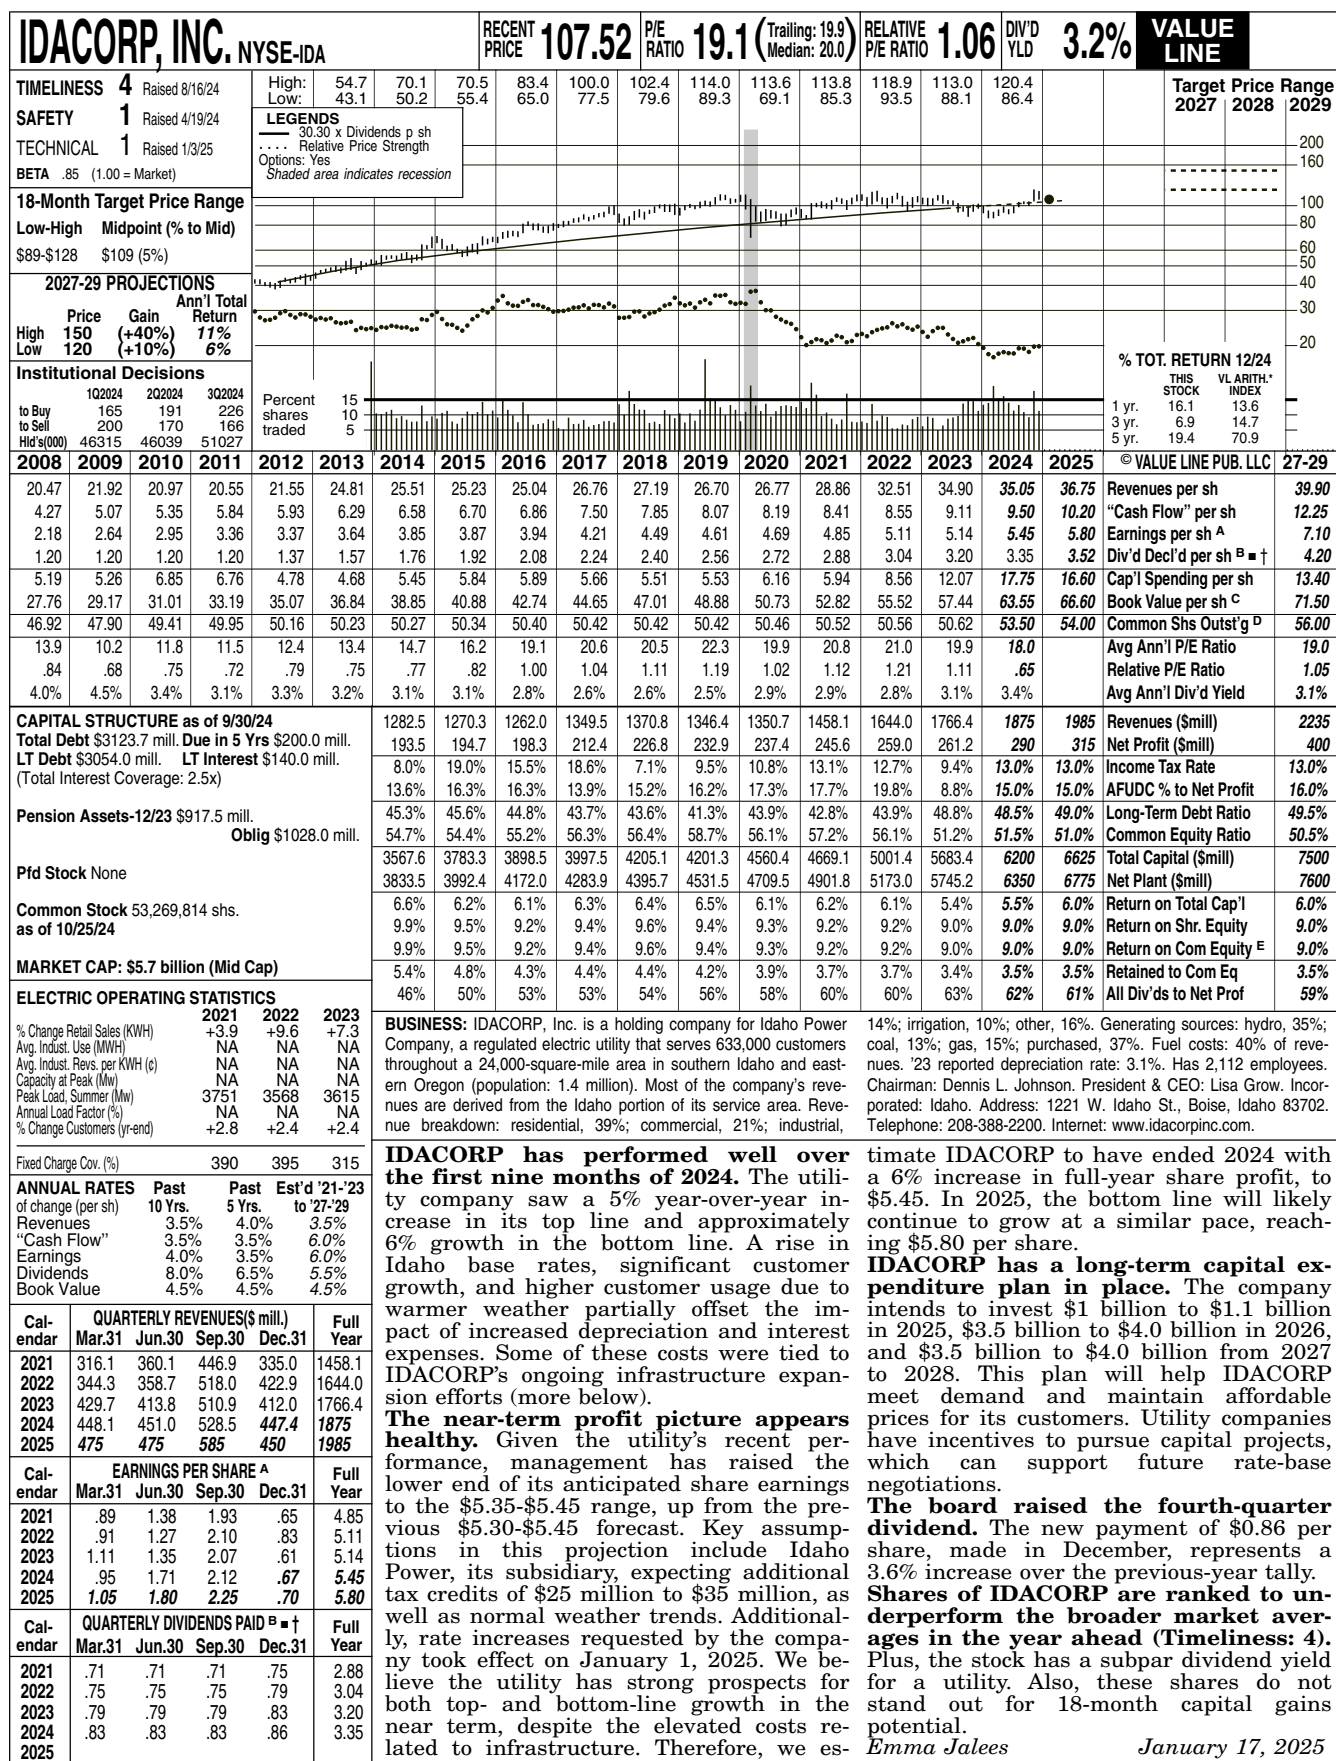 IDACORP, INC. NYSE-IDA
RECENT PRICE 107.52 P/E RATIO 19.1 (Trailing: 19.9 Median: 20.0) RELATIVE P/E RATIO 1.06 DIV'D YLD 3.2% VALUE LINE
TIMELINESS 4 Raised 8/16/24
SAFETY 1 Raised 4/19/24
TECHNICAL 1 Raised 1/3/25
BETA .85 (1.00 = Market)
18-Month Target Price Range
Low-High Midpoint (% to Mid)
$89-$128 $109 (5%)
2027-29 PROJECTIONS
Ann'l Total
Price Gain Return
High 150 (+40%) 11%
Low 120 (+10%) 6%
Institutional Decisions
1Q2024 2Q2024 3Q2024
to Buy 165 191 226
to Sell 200 170 166
Hld's(000) 46315 46039 51027
High: 54.7 70.1 70.5 83.4 100.0 102.4 114.0 113.6 113.8 118.9 113.0 120.4
Low: 43.1 50.2 55.4 65.0 77.5 79.6 89.3 69.1 85.3 93.5 88.1 86.4
LEGENDS
30.30 x Dividends p sh
. . . . Relative Price Strength
Options: Yes
Shaded area indicates recession
Target Price Range
2027 2028 2029
200
160
100
80
60
50
40
30
20
Percent shares traded
15
10
5
% TOT. RETURN 12/24
THIS STOCK VL ARITH.* INDEX
1 yr. 16.1 13.6
3 yr. 6.9 14.7
5 yr. 19.4 70.9
2008 2009 2010 2011 2012 2013 2014 2015 2016 2017 2018 2019 2020 2021 2022 2023 2024 2025 © VALUE LINE PUB. LLC 27-29
20.47 21.92 20.97 20.55 21.55 24.81 25.51 25.23 25.04 26.76 27.19 26.70 26.77 28.86 32.51 34.90 35.05 36.75 Revenues per sh 39.90
4.27 5.07 5.35 5.84 5.93 6.29 6.58 6.70 6.86 7.50 7.85 8.07 8.19 8.41 8.55 9.11 9.50 10.20 “Cash Flow” per sh 12.25
2.18 2.64 2.95 3.36 3.37 3.64 3.85 3.87 3.94 4.21 4.49 4.61 4.69 4.85 5.11 5.14 5.45 5.80 Earnings per sh A 7.10
1.20 1.20 1.20 1.20 1.37 1.57 1.76 1.92 2.08 2.24 2.40 2.56 2.72 2.88 3.04 3.20 3.35 3.52 Div'd Decl'd per sh B ■ † 4.20
5.19 5.26 6.85 6.76 4.78 4.68 5.45 5.84 5.89 5.66 5.51 5.53 6.16 5.94 8.56 12.07 17.75 16.60 Cap'l Spending per sh 13.40
27.76 29.17 31.01 33.19 35.07 36.84 38.85 40.88 42.74 44.65 47.01 48.88 50.73 52.82 55.52 57.44 63.55 66.60 Book Value per sh C 71.50
46.92 47.90 49.41 49.95 50.16 50.23 50.27 50.34 50.40 50.42 50.42 50.42 50.46 50.52 50.56 50.62 53.50 54.00 Common Shs Outst'g D 56.00
13.9 10.2 11.8 11.5 12.4 13.4 14.7 16.2 19.1 20.6 20.5 22.3 19.9 20.8 21.0 19.9 18.0 Avg Ann'l P/E Ratio 19.0
.84 .68 .75 .72 .79 .75 .77 .82 1.00 1.04 1.11 1.19 1.02 1.12 1.21 1.11 .65 Relative P/E Ratio 1.05
4.0% 4.5% 3.4% 3.1% 3.3% 3.2% 3.1% 3.1% 2.8% 2.6% 2.6% 2.5% 2.9% 2.9% 2.8% 3.1% 3.4% Avg Ann'l Div'd Yield 3.1%
CAPITAL STRUCTURE as of 9/30/24
Total Debt $3123.7 mill. Due in 5 Yrs $200.0 mill.
LT Debt $3054.0 mill. LT Interest $140.0 mill.
(Total Interest Coverage: 2.5x)
Pension Assets-12/23 $917.5 mill.
Oblig $1028.0 mill.
Pfd Stock None
Common Stock 53,269,814 shs.
as of 10/25/24
MARKET CAP: $5.7 billion (Mid Cap)
1282.5 1270.3 1262.0 1349.5 1370.8 1346.4 1350.7 1458.1 1644.0 1766.4 1875 1985 Revenues ($mill) 2235
193.5 194.7 198.3 212.4 226.8 232.9 237.4 245.6 259.0 261.2 290 315 Net Profit ($mill) 400
8.0% 19.0% 15.5% 18.6% 7.1% 9.5% 10.8% 13.1% 12.7% 9.4% 13.0% 13.0% Income Tax Rate 13.0%
13.6% 16.3% 16.3% 13.9% 15.2% 16.2% 17.3% 17.7% 19.8% 8.8% 15.0% 15.0% AFUDC % to Net Profit 16.0%
45.3% 45.6% 44.8% 43.7% 43.6% 41.3% 43.9% 42.8% 43.9% 48.8% 48.5% 49.0% Long-Term Debt Ratio 49.5%
54.7% 54.4% 55.2% 56.3% 56.4% 58.7% 56.1% 57.2% 56.1% 51.2% 51.5% 51.0% Common Equity Ratio 50.5%
3567.6 3783.3 3898.5 3997.5 4205.1 4201.3 4560.4 4669.1 5001.4 5683.4 6200 6625 Total Capital ($mill) 7500
3833.5 3992.4 4172.0 4283.9 4395.7 4531.5 4709.5 4901.8 5173.0 5745.2 6350 6775 Net Plant ($mill) 7600
6.6% 6.2% 6.1% 6.3% 6.4% 6.5% 6.1% 6.2% 6.1% 5.4% 5.5% 6.0% Return on Total Cap'l 6.0%
9.9% 9.5% 9.2% 9.4% 9.6% 9.4% 9.3% 9.2% 9.2% 9.0% 9.0% 9.0% Return on Shr. Equity 9.0%
9.9% 9.5% 9.2% 9.4% 9.6% 9.4% 9.3% 9.2% 9.2% 9.0% 9.0% 9.0% Return on Com Equity E 9.0%
5.4% 4.8% 4.3% 4.4% 4.4% 4.2% 3.9% 3.7% 3.7% 3.4% 3.5% 3.5% Retained to Com Eq 3.5%
46% 50% 53% 53% 54% 56% 58% 60% 60% 63% 62% 61% All Div'ds to Net Prof 59%
ELECTRIC OPERATING STATISTICS
2021 2022 2023
% Change Retail Sales (KWH) +3.9 +9.6 +7.3
Avg. Indust. Use (MWH) NA NA NA
Avg. Indust. Revs. per KWH (¢) NA NA NA
Capacity at Peak (Mw) NA NA NA
Peak Load, Summer (Mw) 3751 3568 3615
Annual Load Factor (%) NA NA NA
% Change Customers (yr-end) +2.8 +2.4 +2.4
Fixed Charge Cov. (%) 390 395 315
ANNUAL RATES Past Past Est'd '21-'23
of change (per sh) 10 Yrs. 5 Yrs. to '27-'29
Revenues 3.5% 4.0% 3.5%
“Cash Flow” 3.5% 3.5% 6.0%
Earnings 4.0% 3.5% 6.0%
Dividends 8.0% 6.5% 5.5%
Book Value 4.5% 4.5% 4.5%
Cal- QUARTERLY REVENUES($ mill.) Full
endar Mar.31 Jun.30 Sep.30 Dec.31 Year
2021 316.1 360.1 446.9 335.0 1458.1
2022 344.3 358.7 518.0 422.9 1644.0
2023 429.7 413.8 510.9 412.0 1766.4
2024 448.1 451.0 528.5 447.4 1875
2025 475 475 585 450 1985
Cal- EARNINGS PER SHARE A Full
endar Mar.31 Jun.30 Sep.30 Dec.31 Year
2021 .89 1.38 1.93 .65 4.85
2022 .91 1.27 2.10 .83 5.11
2023 1.11 1.35 2.07 .61 5.14
2024 .95 1.71 2.12 .67 5.45
2025 1.05 1.80 2.25 .70 5.80
Cal- QUARTERLY DIVIDENDS PAID B ■ † Full
endar Mar.31 Jun.30 Sep.30 Dec.31 Year
2021 .71 .71 .71 .75 2.88
2022 .75 .75 .75 .79 3.04
2023 .79 .79 .79 .83 3.20
2024 .83 .83 .83 .86 3.35
2025
BUSINESS: IDACORP, Inc. is a holding company for Idaho Power
Company, a regulated electric utility that serves 633,000 customers
throughout a 24,000-square-mile area in southern Idaho and east-
ern Oregon (population: 1.4 million). Most of the company's reve-
nues are derived from the Idaho portion of its service area. Reve-
nue breakdown: residential, 39%; commercial, 21%; industrial,
14%; irrigation, 10%; other, 16%. Generating sources: hydro, 35%;
coal, 13%; gas, 15%; purchased, 37%. Fuel costs: 40% of reve-
nues. '23 reported depreciation rate: 3.1%. Has 2,112 employees.
Chairman: Dennis L. Johnson. President & CEO: Lisa Grow. Incor-
porated: Idaho. Address: 1221 W. Idaho St., Boise, Idaho 83702.
Telephone: 208-388-2200. Internet: www.idacorpinc.com.
IDACORP has performed well over
the first nine months of 2024. The utili-
ty company saw a 5% year-over-year in-
crease in its top line and approximately
6% growth in the bottom line. A rise in
Idaho base rates, significant customer
growth, and higher customer usage due to
warmer weather partially offset the im-
pact of increased depreciation and interest
expenses. Some of these costs were tied to
IDACORP's ongoing infrastructure expan-
sion efforts (more below).
The near-term profit picture appears
healthy. Given the utility's recent per-
formance, management has raised the
lower end of its anticipated share earnings
to the $5.35-$5.45 range, up from the pre-
vious $5.30-$5.45 forecast. Key assump-
tions in this projection include Idaho
Power, its subsidiary, expecting additional
tax credits of $25 million to $35 million, as
well as normal weather trends. Additional-
ly, rate increases requested by the compa-
ny took effect on January 1, 2025. We be-
lieve the utility has strong prospects for
both top- and bottom-line growth in the
near term, despite the elevated costs re-
lated to infrastructure. Therefore, we es-
timate IDACORP to have ended 2024 with
a 6% increase in full-year share profit, to
$5.45. In 2025, the bottom line will likely
continue to grow at a similar pace, reach-
ing $5.80 per share.
IDACORP has a long-term capital ex-
penditure plan in place. The company
intends to invest $1 billion to $1.1 billion
in 2025, $3.5 billion to $4.0 billion in 2026,
and $3.5 billion to $4.0 billion from 2027
to 2028. This plan will help IDACORP
meet demand and maintain affordable
prices for its customers. Utility companies
have incentives to pursue capital projects,
which can support future rate-base
negotiations.
The board raised the fourth-quarter
dividend. The new payment of $0.86 per
share, made in December, represents a
3.6% increase over the previous-year tally.
Shares of IDACORP are ranked to un-
derperform the broader market aver-
ages in the year ahead (Timeliness: 4).
Plus, the stock has a subpar dividend yield
for a utility. Also, these shares do not
stand out for 18-month capital gains
potential.
Emma Jalees January 17, 2025